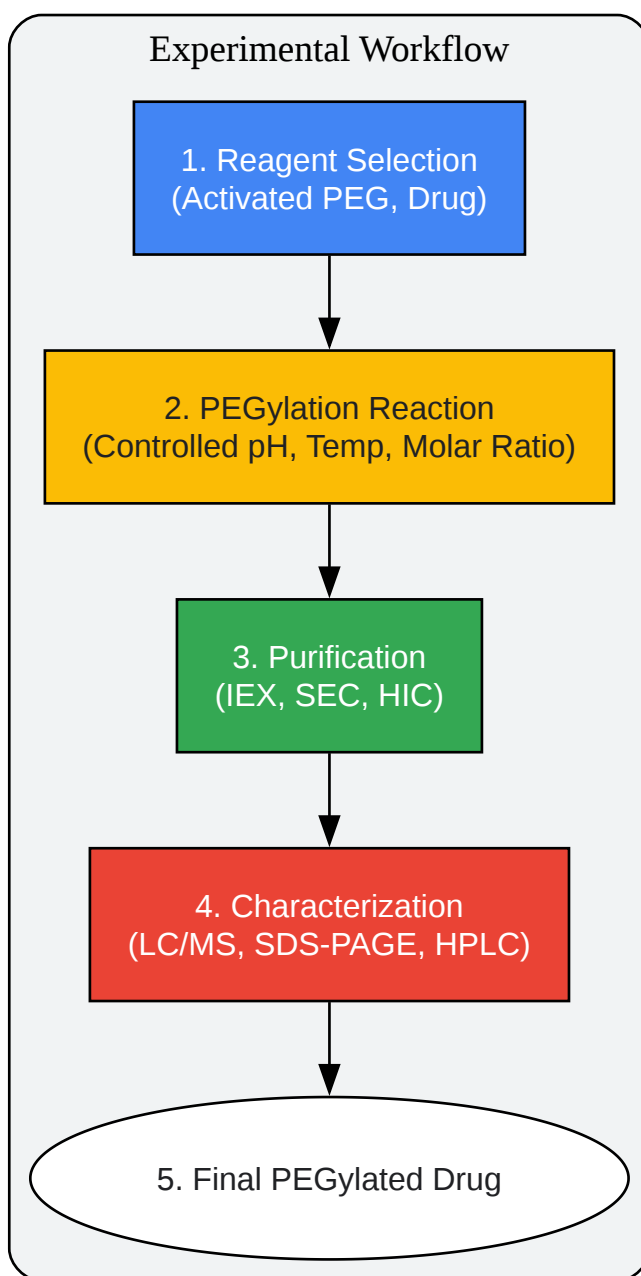 Experimental Workflow
1. Reagent Selection
(Activated PEG, Drug)
2. PEGylation Reaction
(Controlled pH, Temp, Molar Ratio)
3. Purification
(IEX, SEC, HIC)
4. Characterization
(LC/MS, SDS-PAGE, HPLC)
5. Final PEGylated Drug